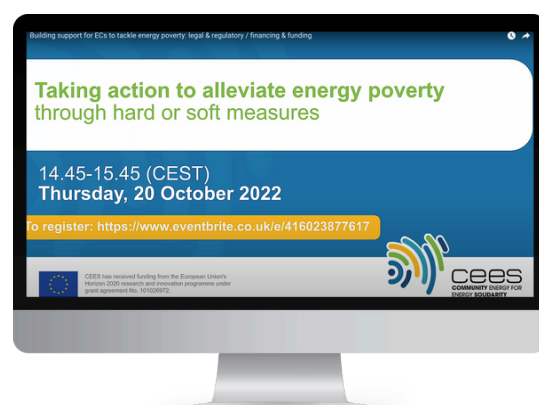 Building support for ECs to tackle energy poverty: legal & regulatory / financing & funding
Taking action to alleviate energy poverty
through hard or soft measures
14.45-15.45 (CEST)
Thursday, 20 October 2022
To register: https://www.eventbrite.co.uk/e/416023877617
CEES has received funding from the European Union's
Horizon 2020 research and innovation programme under
grant agreement No. 101026972.
cees
COMMUNITY ENERGY FOR
ENERGY SOLIDARITY